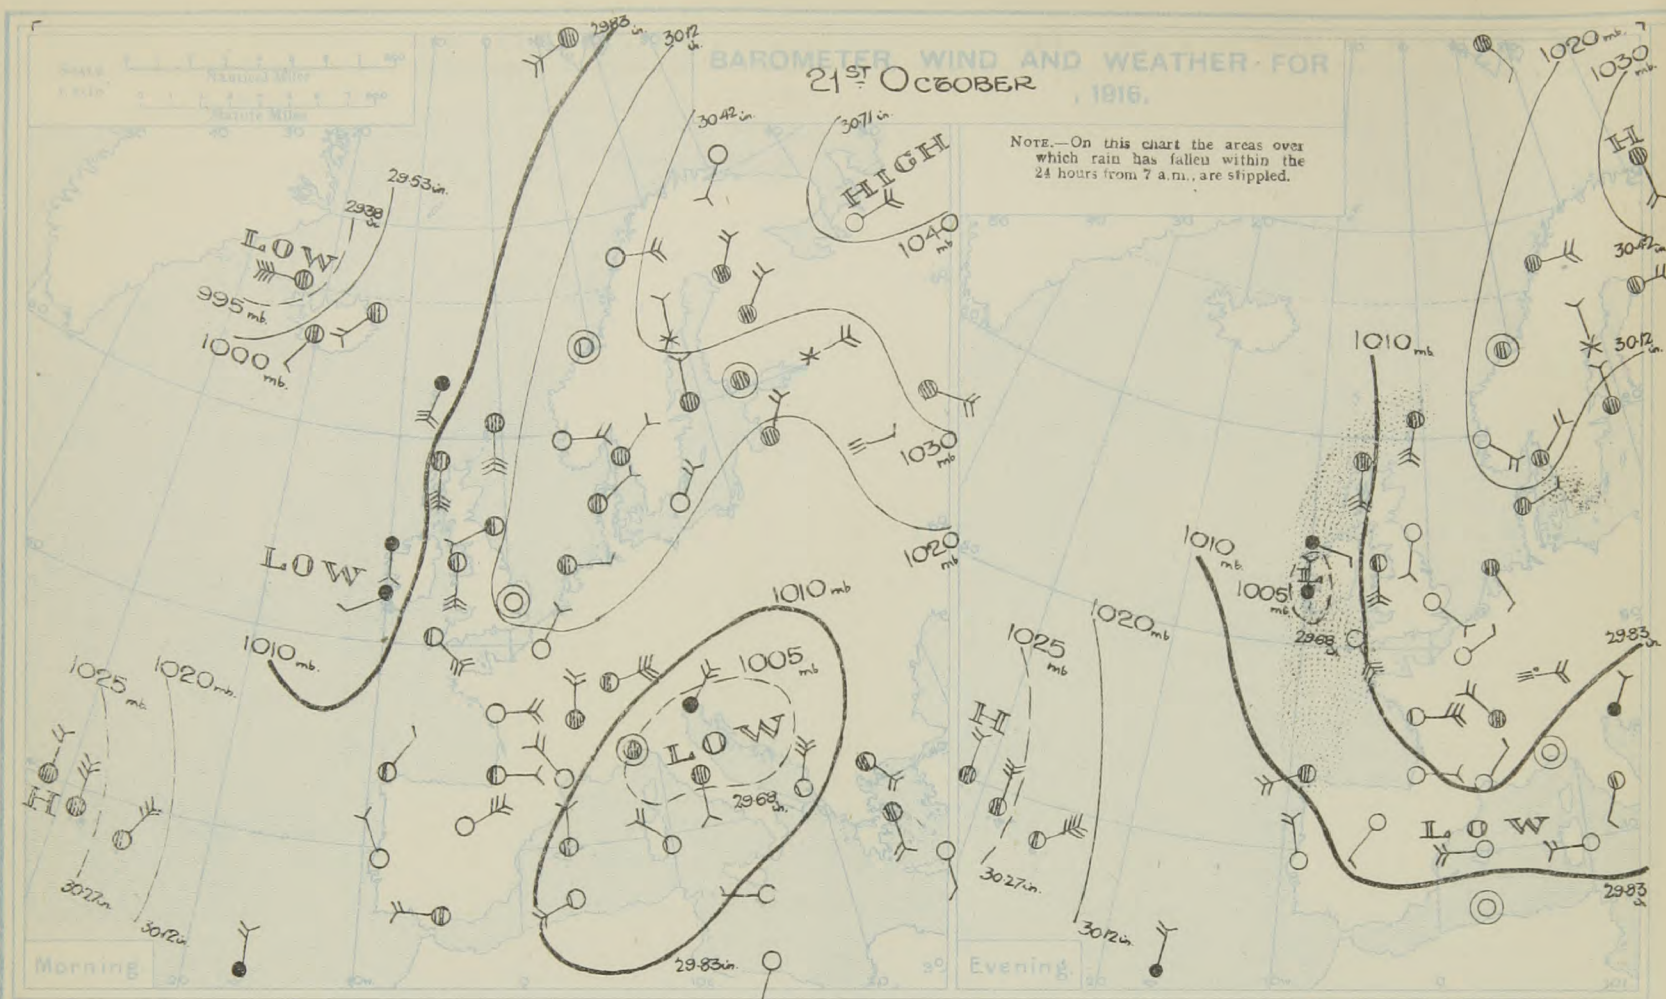 BAROMETER, WIND AND WEATHER FOR
21ST OCTOBER
, 1916.
Nautical Miles
Statute Miles
NOTE.—On this chart the areas over
which rain has fallen within the
24 hours from 7 a.m., are stippled.
29·83 in.
30·12 in.
30·42 in.
30·71 in.
HIGH
1040 mb
29·53 in.
29·38 in.
LOW
995 mb.
1000 mb.
1030 mb
1020 mb
LOW
1010 mb.
1010 mb
1005 mb
LOW
29·68 in.
1025 mb
1020 mb.
H
30·27 in.
30·12 in.
29·83 in.
Morning.
1020 mb.
1030 mb.
H
30·42 in.
30·12 in.
1010 mb.
1010 mb.
L
1005 mb.
29·68 in.
29·83 in.
1025 mb
1020 mb
H
LOW
30·27 in.
30·12 in.
29·83 in.
Evening.